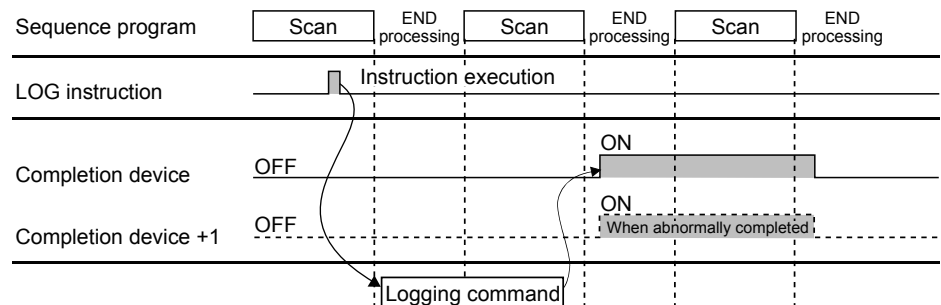 Sequence program
Scan
END
processing
Scan
END
processing
Scan
END
processing
LOG instruction
Instruction execution
Completion device
OFF
ON
Completion device +1
OFF
ON
When abnormally completed
Logging command